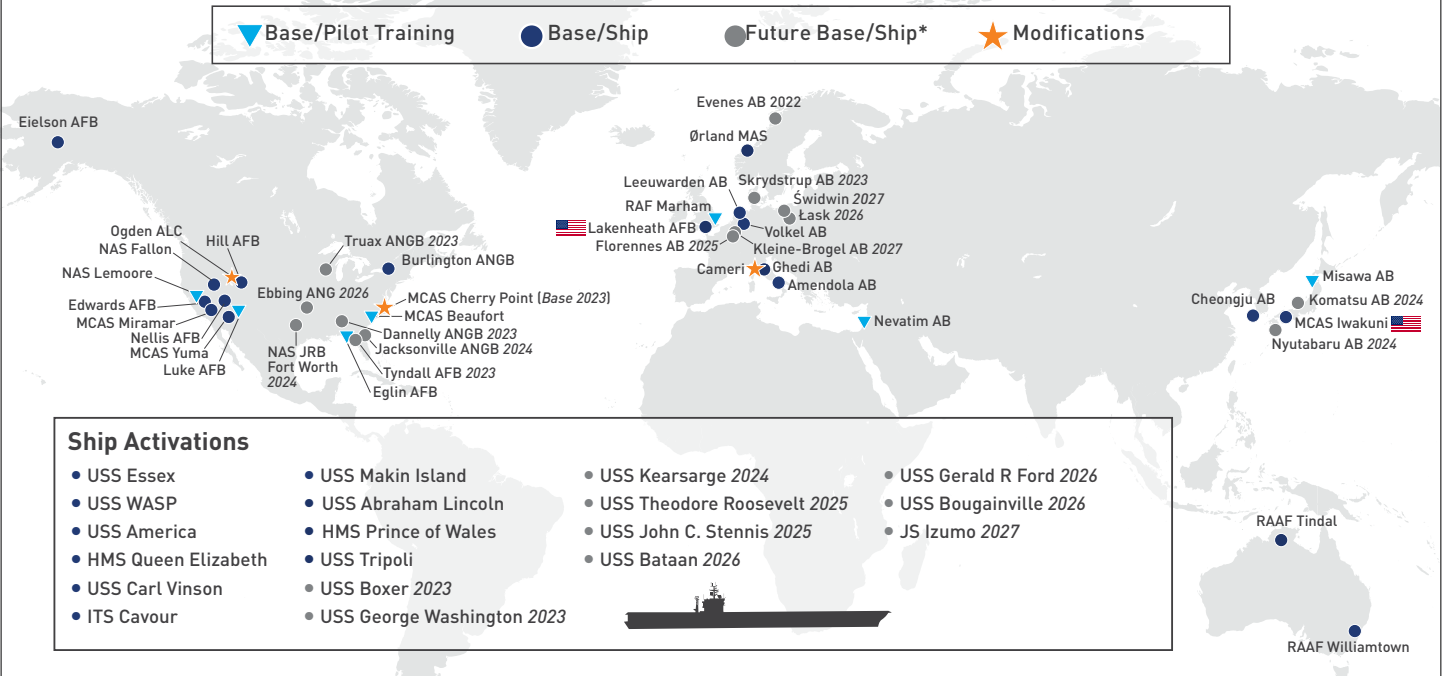 Base/Pilot Training
Base/Ship
Future Base/Ship*
Modifications
Eielson AFB
Ogden ALC
NAS Fallon
Hill AFB
NAS Lemoore
Edwards AFB
MCAS Miramar
Nellis AFB
MCAS Yuma
Luke AFB
Truax ANGB 2023
Burlington ANGB
Ebbing ANG 2026
MCAS Cherry Point (Base 2023)
MCAS Beaufort
Dannelly ANGB 2023
Jacksonville ANGB 2024
NAS JRB
Fort Worth
2024
Tyndall AFB 2023
Eglin AFB
Evenes AB 2022
Ørland MAS
Leeuwarden AB
Skrydstrup AB 2023
RAF Marham
Świdwin 2027
Łask 2026
Lakenheath AFB
Volkel AB
Florennes AB 2025
Kleine-Brogel AB 2027
Cameri
Ghedi AB
Amendola AB
Nevatim AB
Misawa AB
Cheongju AB
Komatsu AB 2024
MCAS Iwakuni
Nyutabaru AB 2024
RAAF Tindal
RAAF Williamtown
Ship Activations
USS Essex
USS WASP
USS America
HMS Queen Elizabeth
USS Carl Vinson
ITS Cavour
USS Makin Island
USS Abraham Lincoln
HMS Prince of Wales
USS Tripoli
USS Boxer 2023
USS George Washington 2023
USS Kearsarge 2024
USS Theodore Roosevelt 2025
USS John C. Stennis 2025
USS Bataan 2026
USS Gerald R Ford 2026
USS Bougainville 2026
JS Izumo 2027